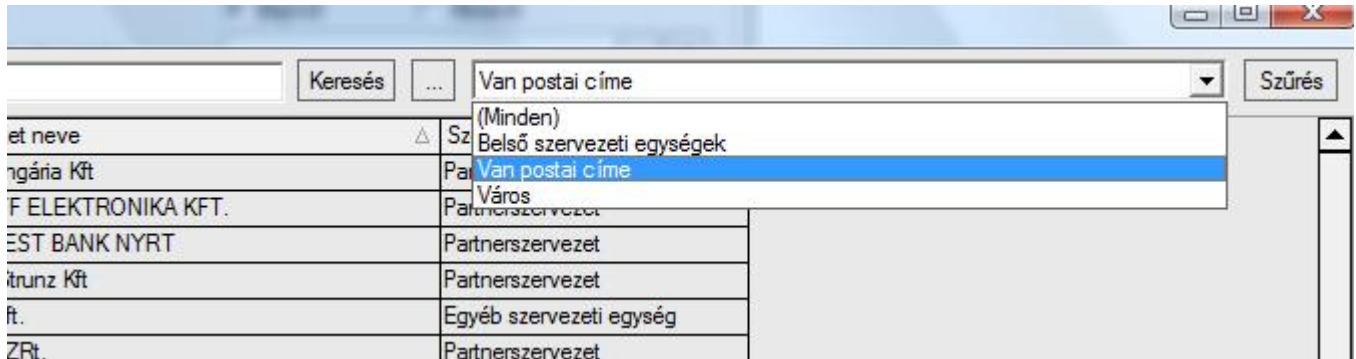 Keresés ... Van postai címe Szűrés
(Minden)
Belső szervezeti egységek
Van postai címe
Város
et neve Sz
ngária Kft
F ELEKTRONIKA KFT. Partnerszervezet
EST BANK NYRT Partnerszervezet
trunz Kft Partnerszervezet
ft. Egyéb szervezeti egység
ZRt. Partnerszervezet